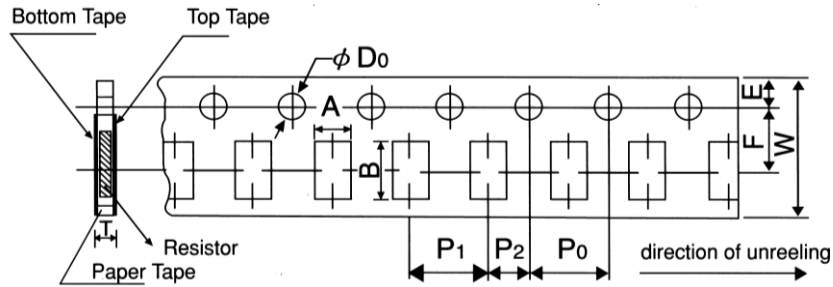 Bottom Tape
Top Tape
ϕ D0
A
B
E
F
W
T
Resistor
Paper Tape
P1
P2
P0
direction of unreeling